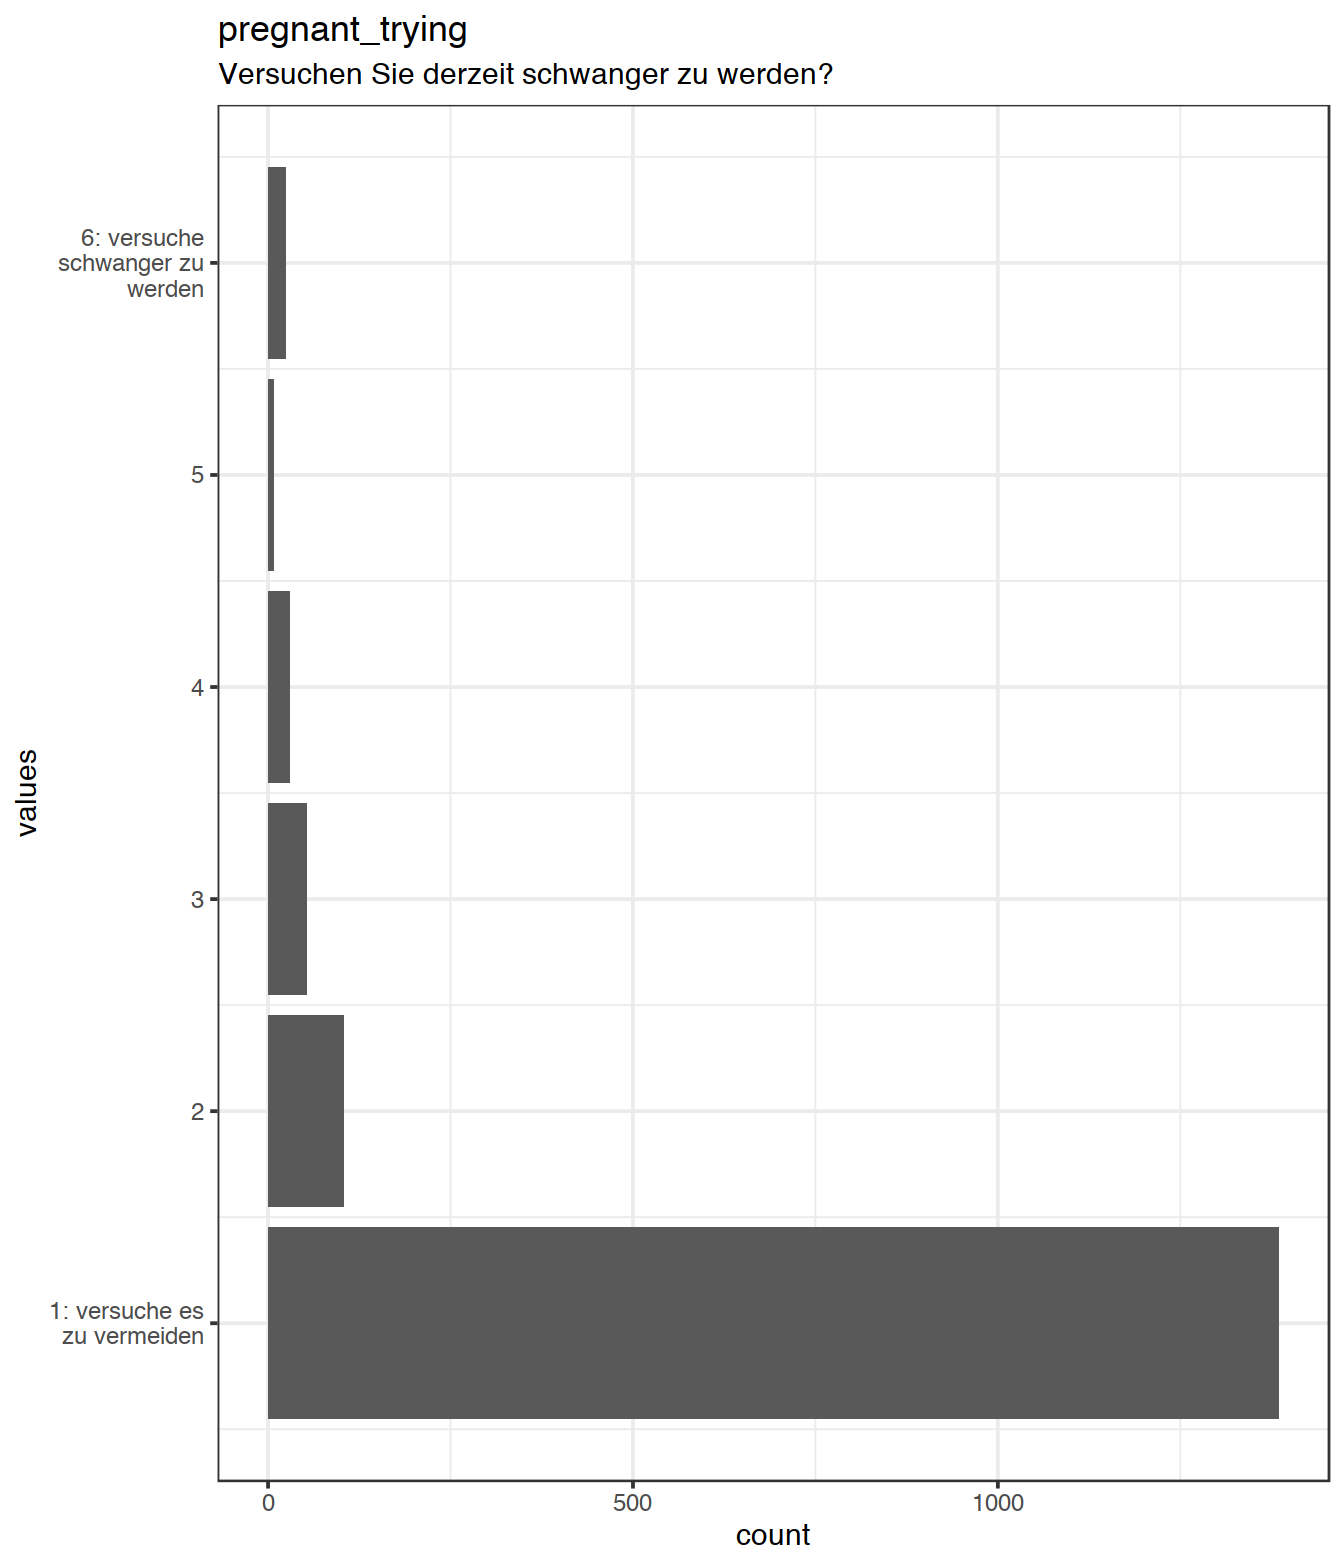 pregnant_trying
Versuchen Sie derzeit schwanger zu werden?
6: versuche
schwanger zu
werden
5
4
3
2
1: versuche es
zu vermeiden
values
0
500
1000
count